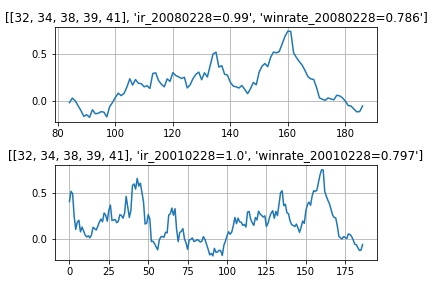 [[32, 34, 38, 39, 41], 'ir_20080228=0.99', 'winrate_20080228=0.786']
0.5
0.0
80 100 120 140 160 180
[[32, 34, 38, 39, 41], 'ir_20010228=1.0', 'winrate_20010228=0.797']
0.5
0.0
0 25 50 75 100 125 150 175